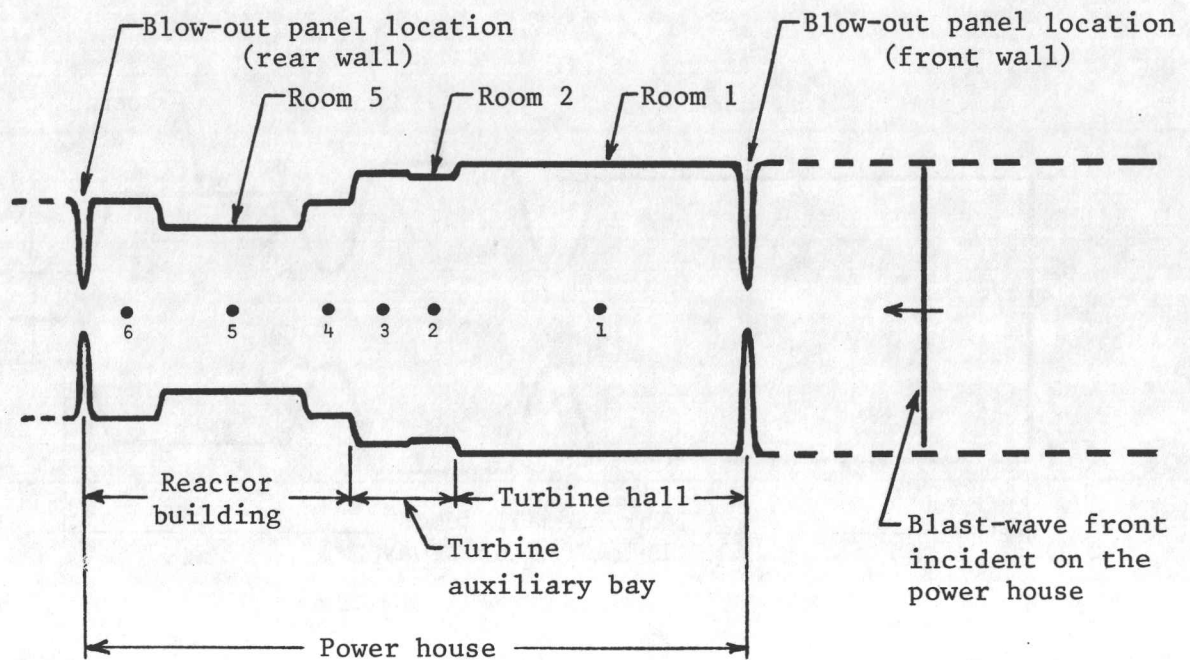 Blow-out panel location
(rear wall)
Blow-out panel location
(front wall)
Room 5
Room 2
Room 1
6
5
4
3
2
1
Reactor
building
Turbine hall
Turbine
auxiliary bay
Blast-wave front
incident on the
power house
Power house